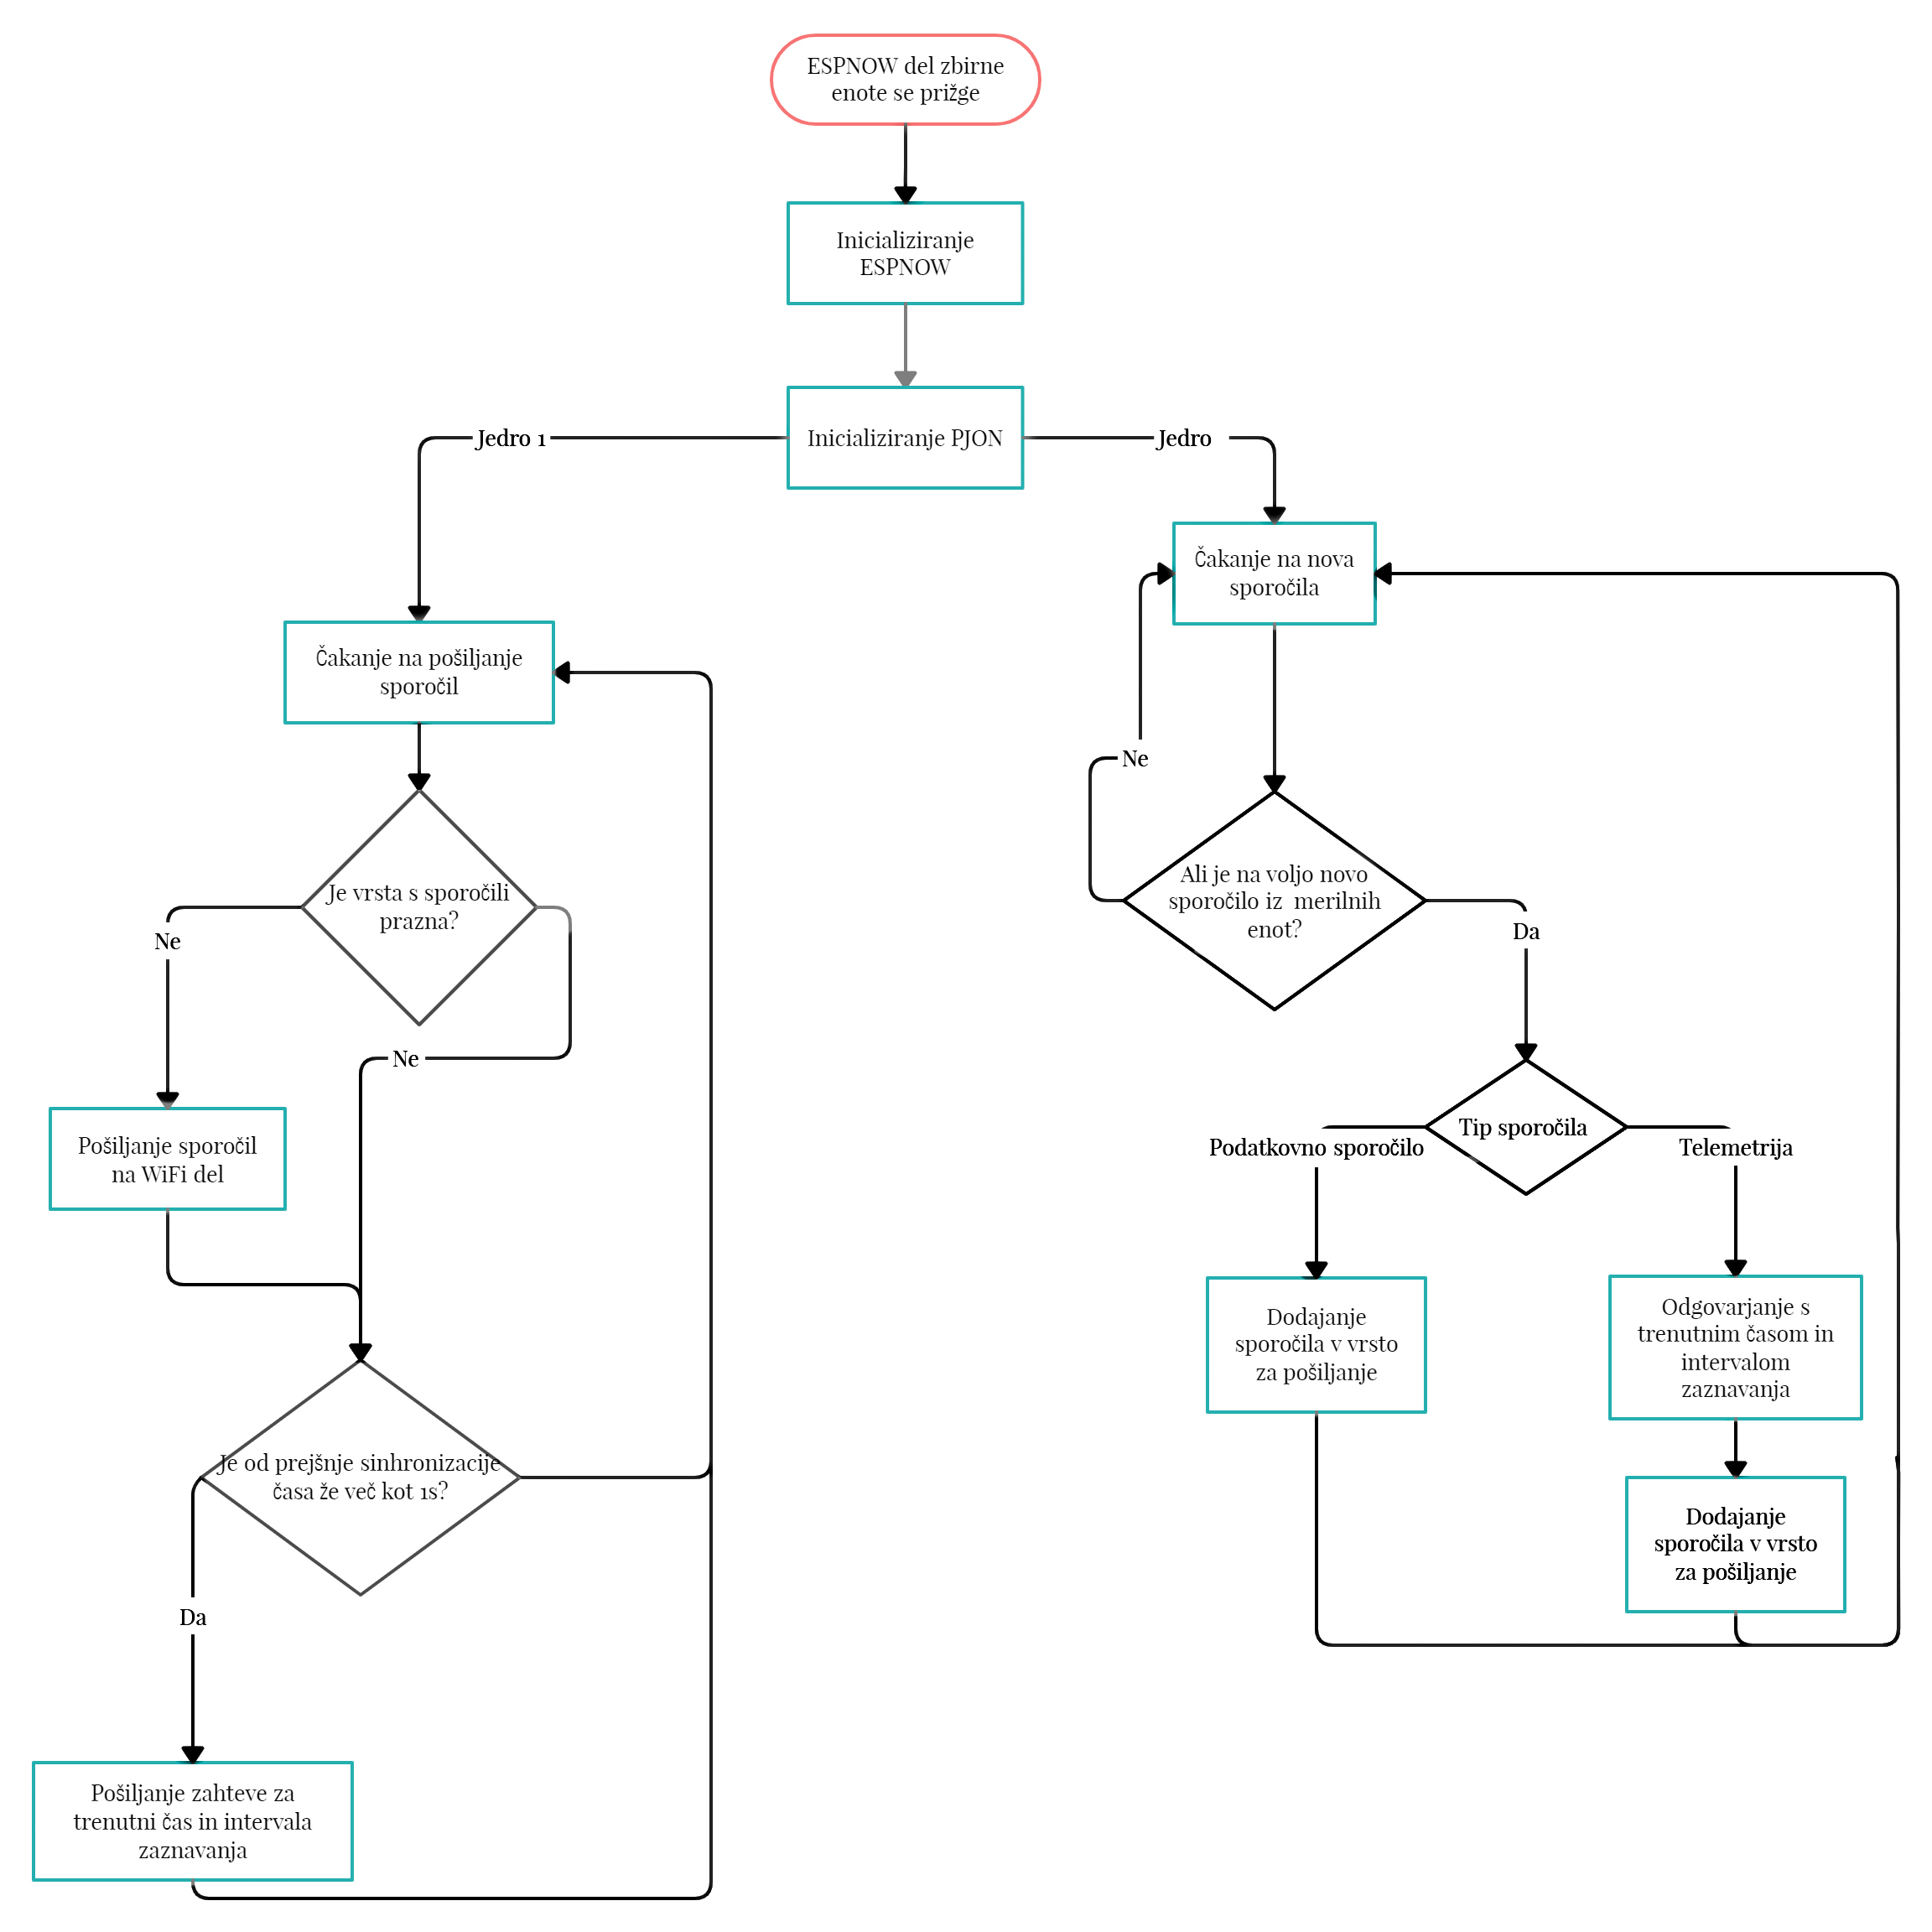 ESPNOW del zbirne
enote se prižge
Inicializiranje
ESPNOW
Inicializiranje PJON
Jedro 1
Jedro
Čakanje na pošiljanje
sporočil
Je vrsta s sporočili
prazna?
Ne
Ne
Pošiljanje sporočil
na WiFi del
Je od prejšnje sinhronizacije
časa že več kot 1s?
Da
Pošiljanje zahteve za
trenutni čas in intervala
zaznavanja
Čakanje na nova
sporočila
Ne
Ali je na voljo novo
sporočilo iz  merilnih
enot?
Da
Tip sporočila
Podatkovno sporočilo
Telemetrija
Dodajanje
sporočila v vrsto
za pošiljanje
Odgovarjanje s
trenutnim časom in
intervalom
zaznavanja
Dodajanje
sporočila v vrsto
za pošiljanje